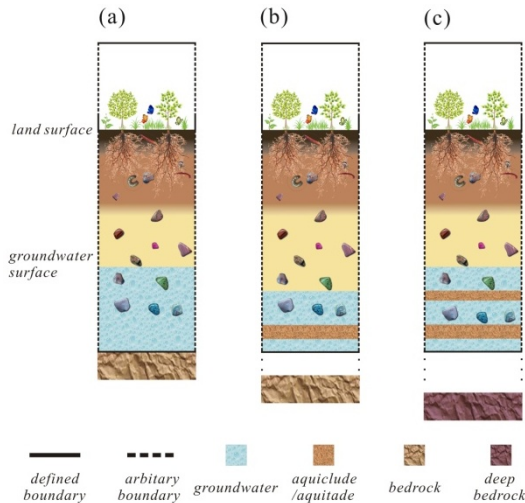 (a)
(b)
(c)
land surface
groundwater
surface
defined
boundary
arbitary
boundary
groundwater
aquiclude
/aquitade
bedrock
deep
bedrock